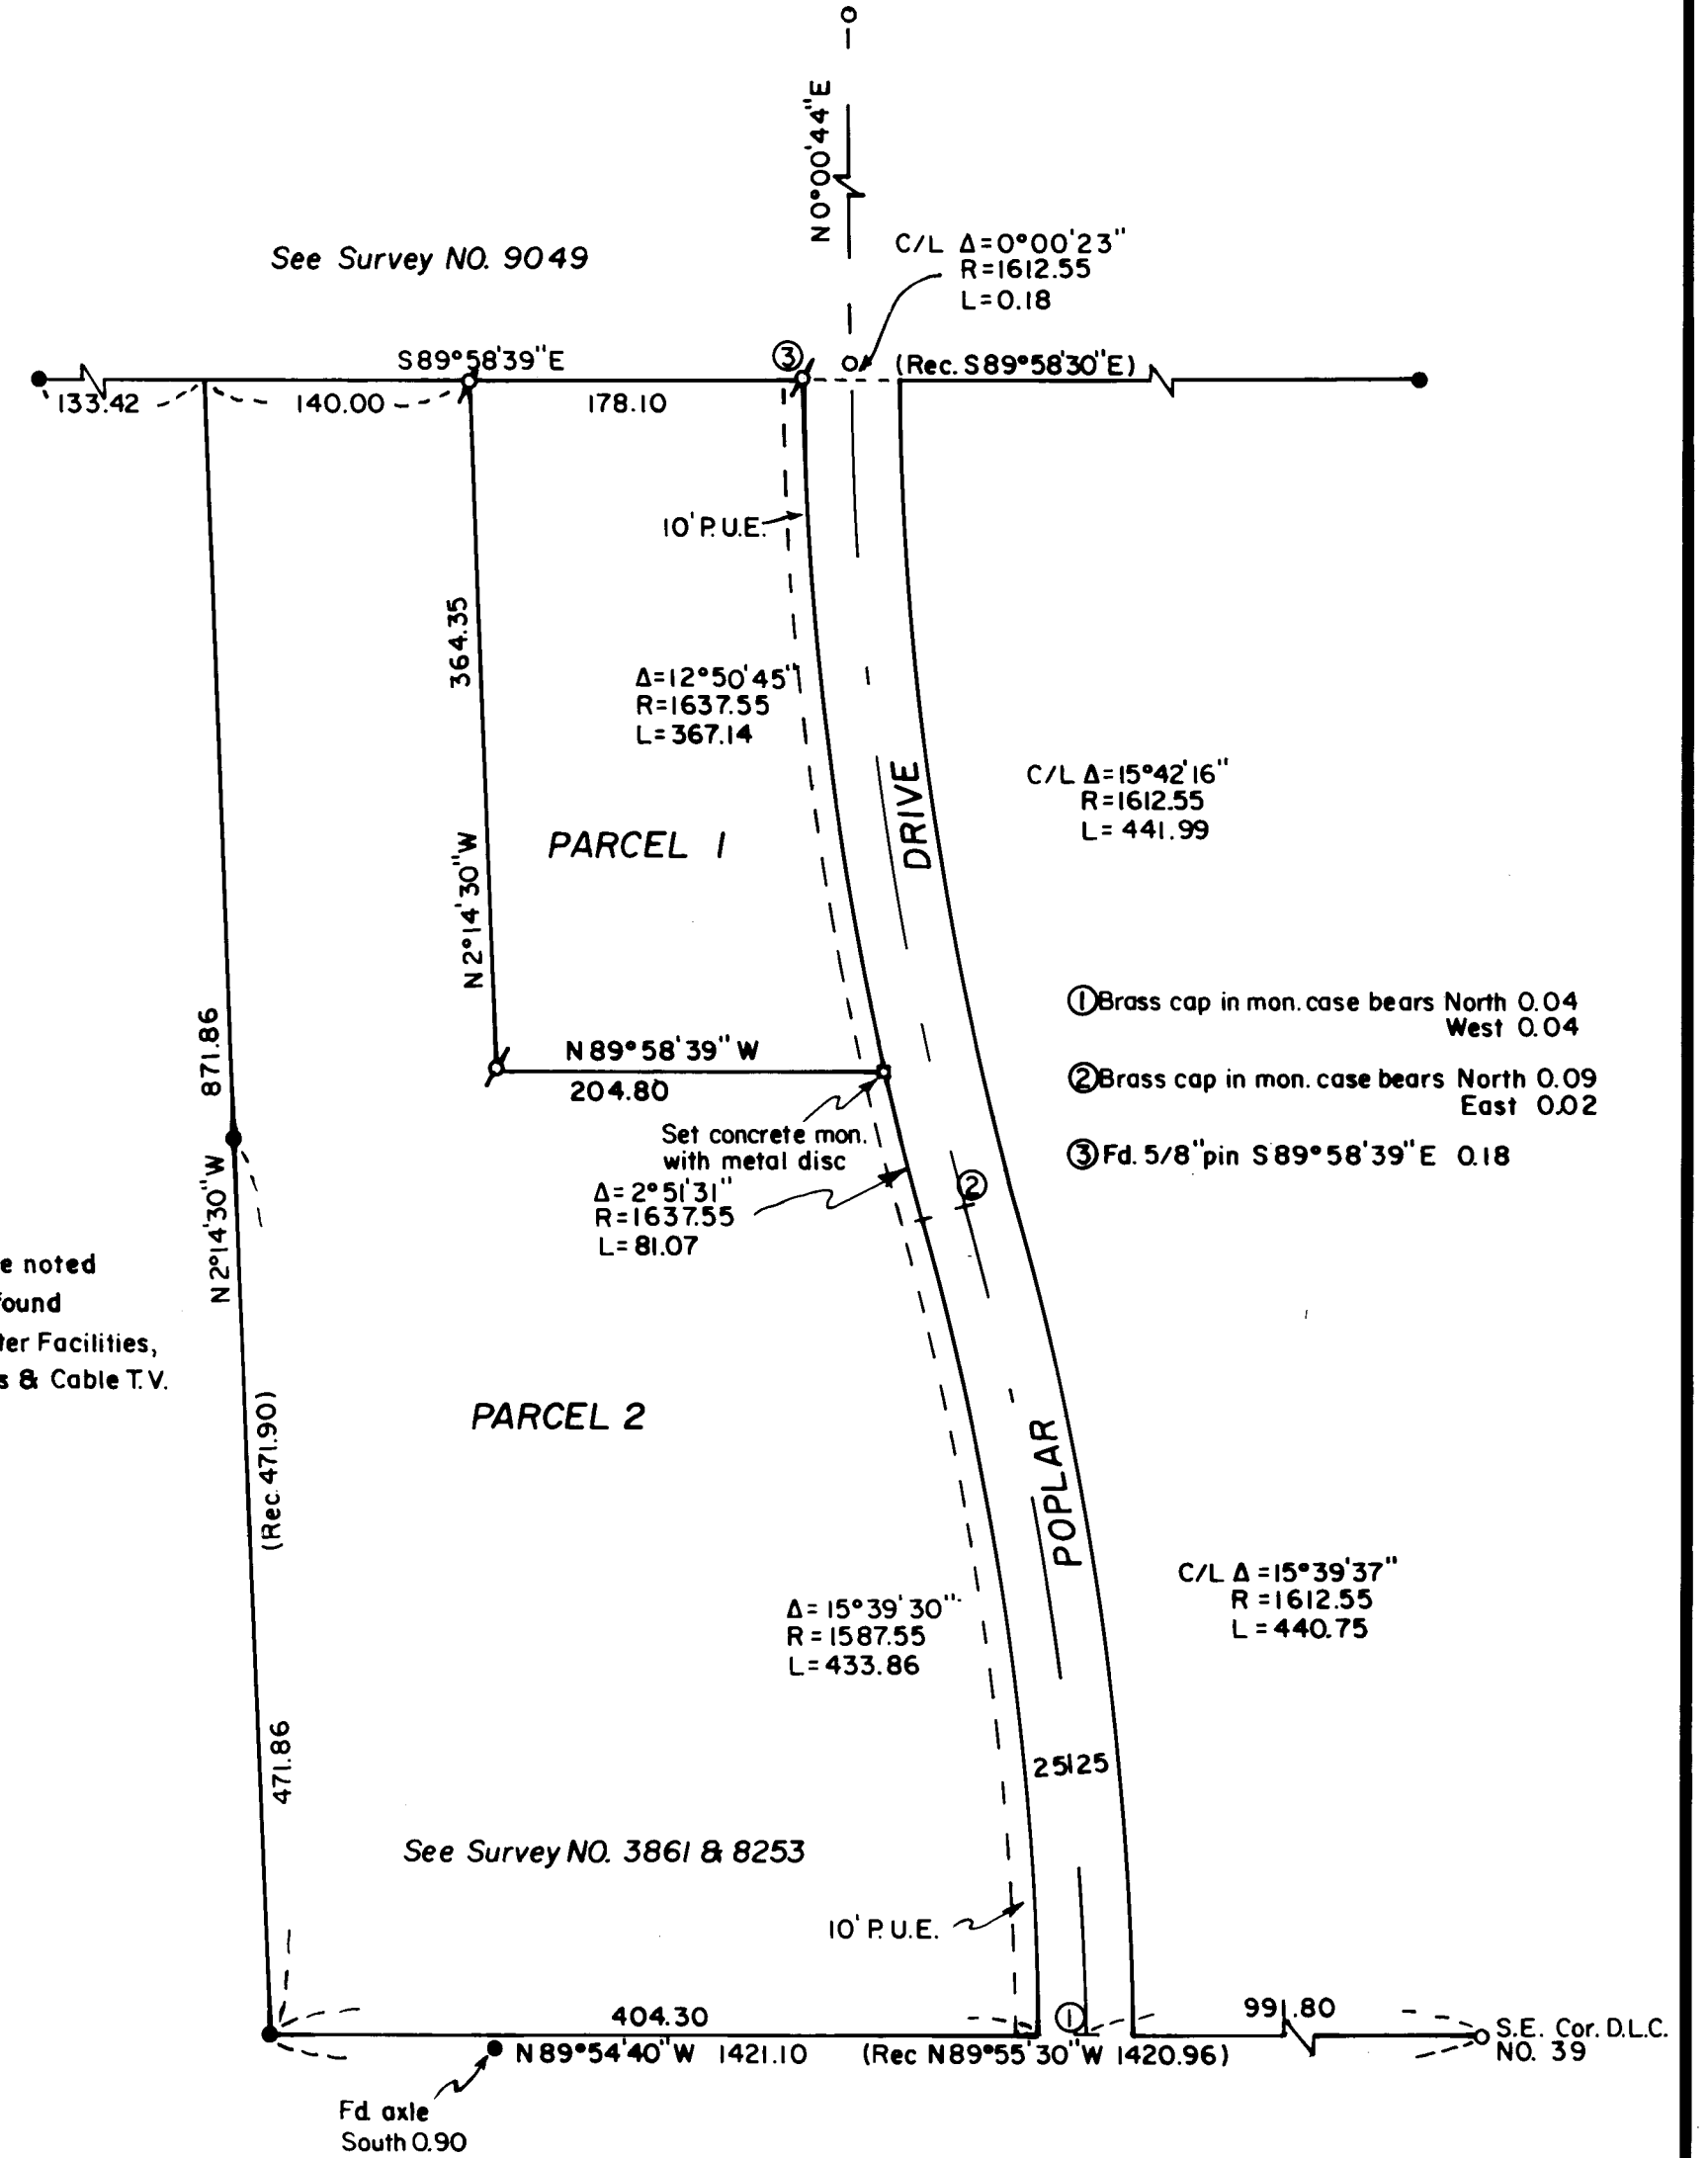 N 0°00'44"E
C/L Δ=0°00'23"
R=1612.55
L=0.18
See Survey NO. 9049
S89°58'39"E
③
(Rec. S89°58'30"E)
133.42
140.00
178.10
10' P.U.E.
364.35
N 2°14'30"W
Δ=12°50'45"
R=1637.55
L=367.14
DRIVE
C/L Δ=15°42'16"
R=1612.55
L=441.99
PARCEL 1
①Brass cap in mon. case bears North 0.04
West 0.04
②Brass cap in mon. case bears North 0.09
East 0.02
③Fd. 5/8"pin S89°58'39"E 0.18
871.86
N 89°58'39" W
204.80
Set concrete mon.
with metal disc
Δ=2°51'31"
R=1637.55
L=81.07
②
N 2°14'30"W
e noted
found
ter Facilities,
s & Cable T.V.
(Rec. 471.90)
PARCEL 2
POPLAR
C/L Δ=15°39'37"
R=1612.55
L=440.75
Δ=15°39'30"
R=1587.55
L=433.86
471.86
25 25
See Survey NO. 3861 & 8253
10' P.U.E.
404.30
①
991.80
S.E. Cor. D.L.C.
NO. 39
N89°54'40"W 1421.10 (Rec N89°55'30"W 1420.96)
Fd. axle
South 0.90